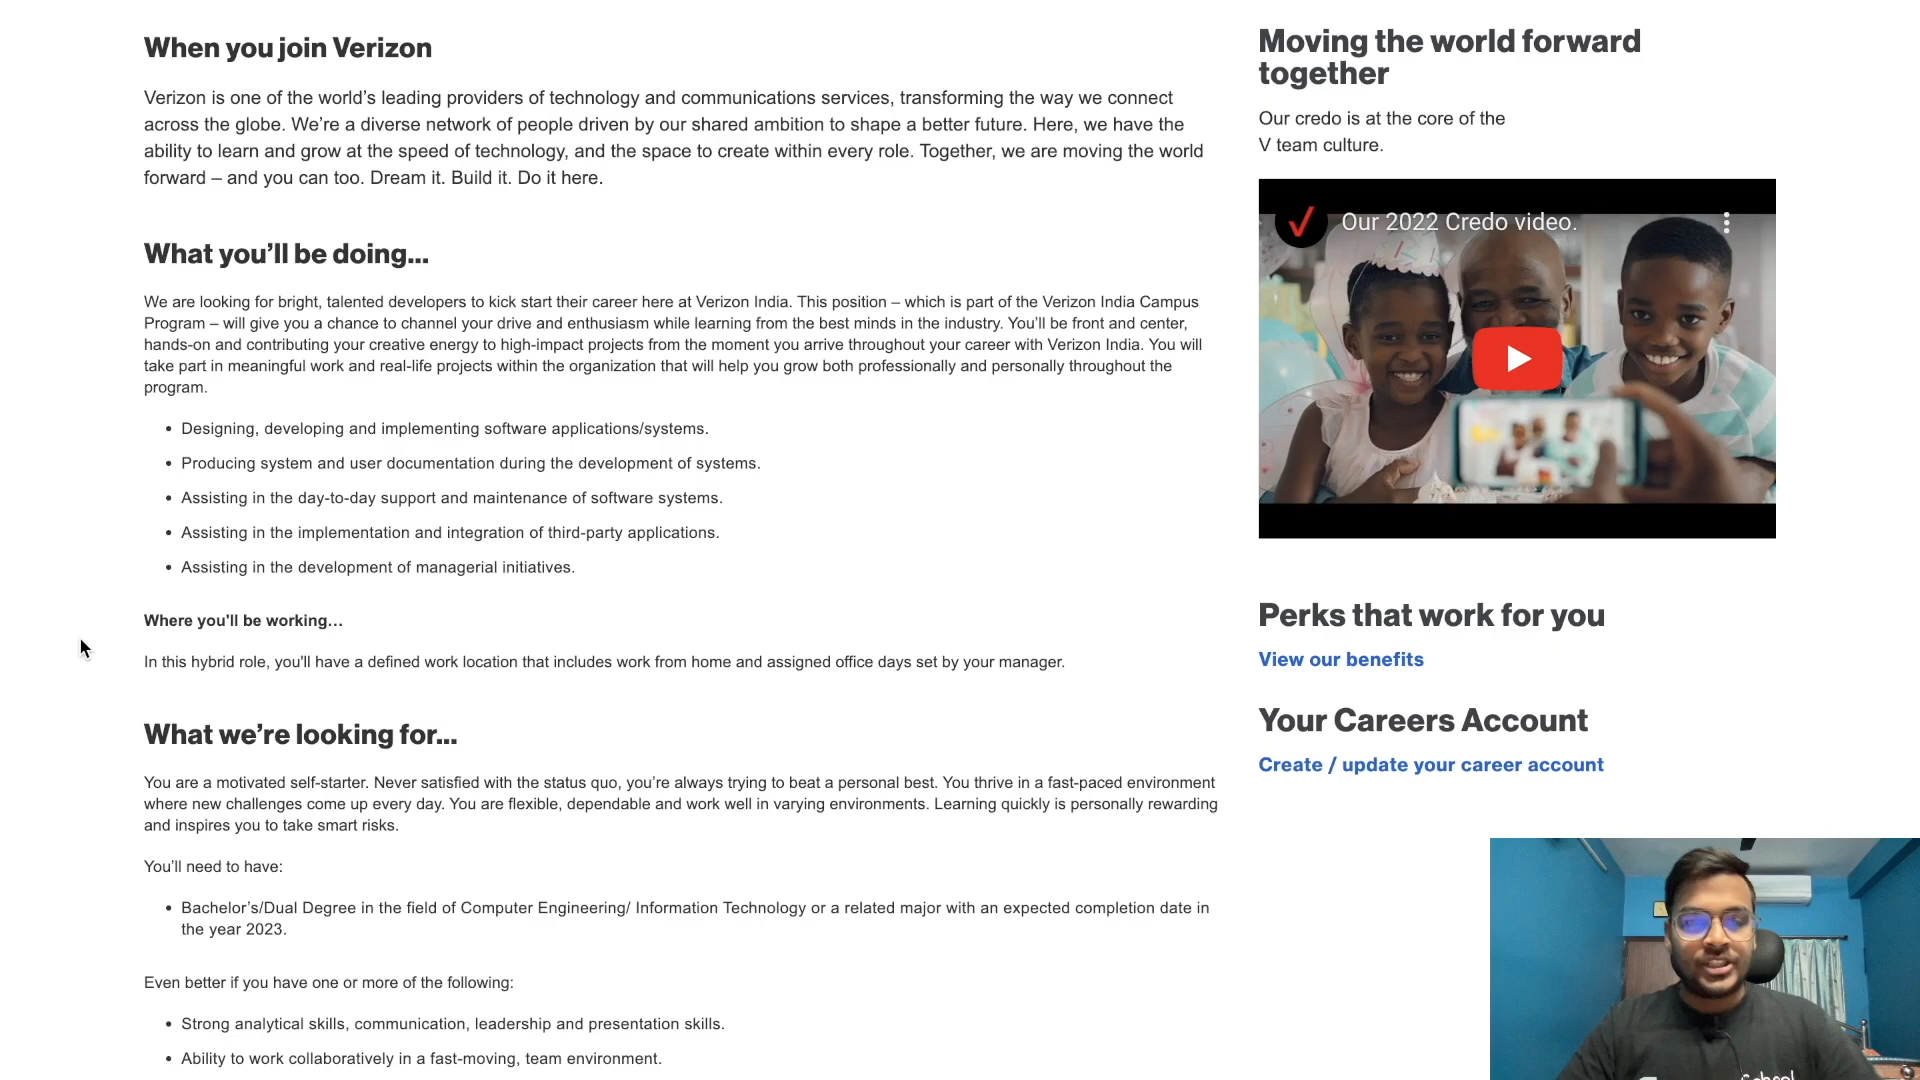 When you join Verizon
Verizon is one of the world’s leading providers of technology and communications services, transforming the way we connect
across the globe. We’re a diverse network of people driven by our shared ambition to shape a better future. Here, we have the
ability to learn and grow at the speed of technology, and the space to create within every role. Together, we are moving the world
forward – and you can too. Dream it. Build it. Do it here.
What you’ll be doing...
We are looking for bright, talented developers to kick start their career here at Verizon India. This position – which is part of the Verizon India Campus
Program – will give you a chance to channel your drive and enthusiasm while learning from the best minds in the industry. You’ll be front and center,
hands-on and contributing your creative energy to high-impact projects from the moment you arrive throughout your career with Verizon India. You will
take part in meaningful work and real-life projects within the organization that will help you grow both professionally and personally throughout the
program.
• Designing, developing and implementing software applications/systems.
• Producing system and user documentation during the development of systems.
• Assisting in the day-to-day support and maintenance of software systems.
• Assisting in the implementation and integration of third-party applications.
• Assisting in the development of managerial initiatives.
Where you'll be working…
In this hybrid role, you'll have a defined work location that includes work from home and assigned office days set by your manager.
What we’re looking for...
You are a motivated self-starter. Never satisfied with the status quo, you’re always trying to beat a personal best. You thrive in a fast-paced environment
where new challenges come up every day. You are flexible, dependable and work well in varying environments. Learning quickly is personally rewarding
and inspires you to take smart risks.
You’ll need to have:
• Bachelor’s/Dual Degree in the field of Computer Engineering/ Information Technology or a related major with an expected completion date in
the year 2023.
Even better if you have one or more of the following:
• Strong analytical skills, communication, leadership and presentation skills.
• Ability to work collaboratively in a fast-moving, team environment.
Moving the world forward
together
Our credo is at the core of the
V team culture.
Our 2022 Credo video.
Perks that work for you
View our benefits
Your Careers Account
Create / update your career account